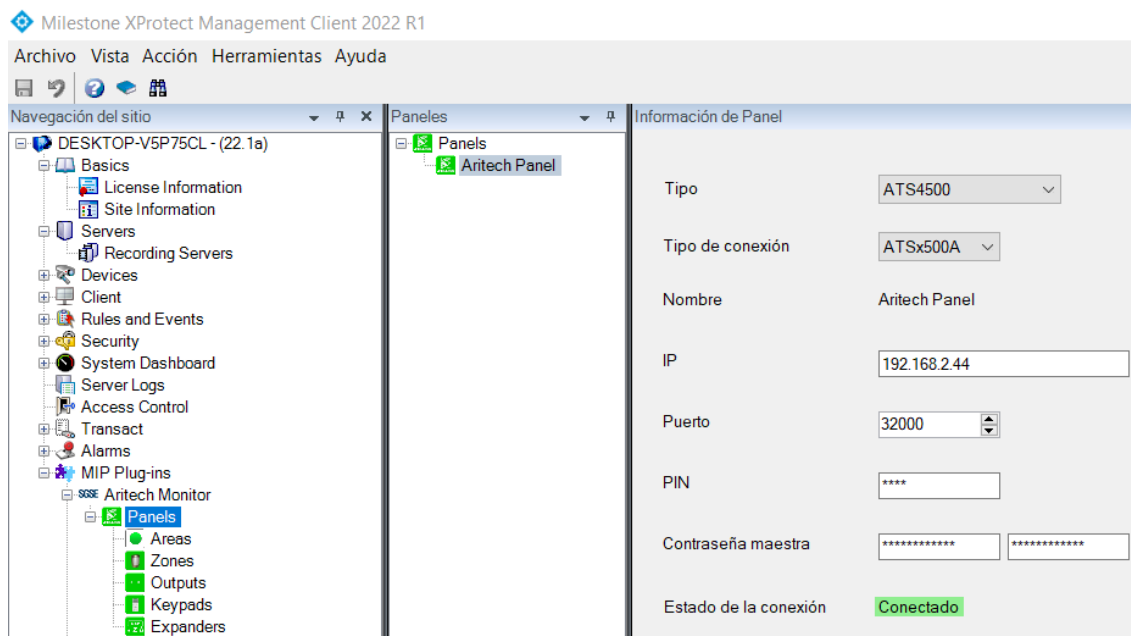 Milestone XProtect Management Client 2022 R1
Archivo Vista Acción Herramientas Ayuda
Navegación del sitio
DESKTOP-V5P75CL - (22.1a)
Basics
License Information
Site Information
Servers
Recording Servers
Devices
Client
Rules and Events
Security
System Dashboard
Server Logs
Access Control
Transact
Alarms
MIP Plug-ins
SGSE Aritech Monitor
Panels
Areas
Zones
Outputs
Keypads
Expanders
Paneles
Panels
Aritech Panel
Información de Panel
Tipo ATS4500
Tipo de conexión ATSx500A
Nombre Aritech Panel
IP 192.168.2.44
Puerto 32000
PIN ****
Contraseña maestra ************ ************
Estado de la conexión Conectado